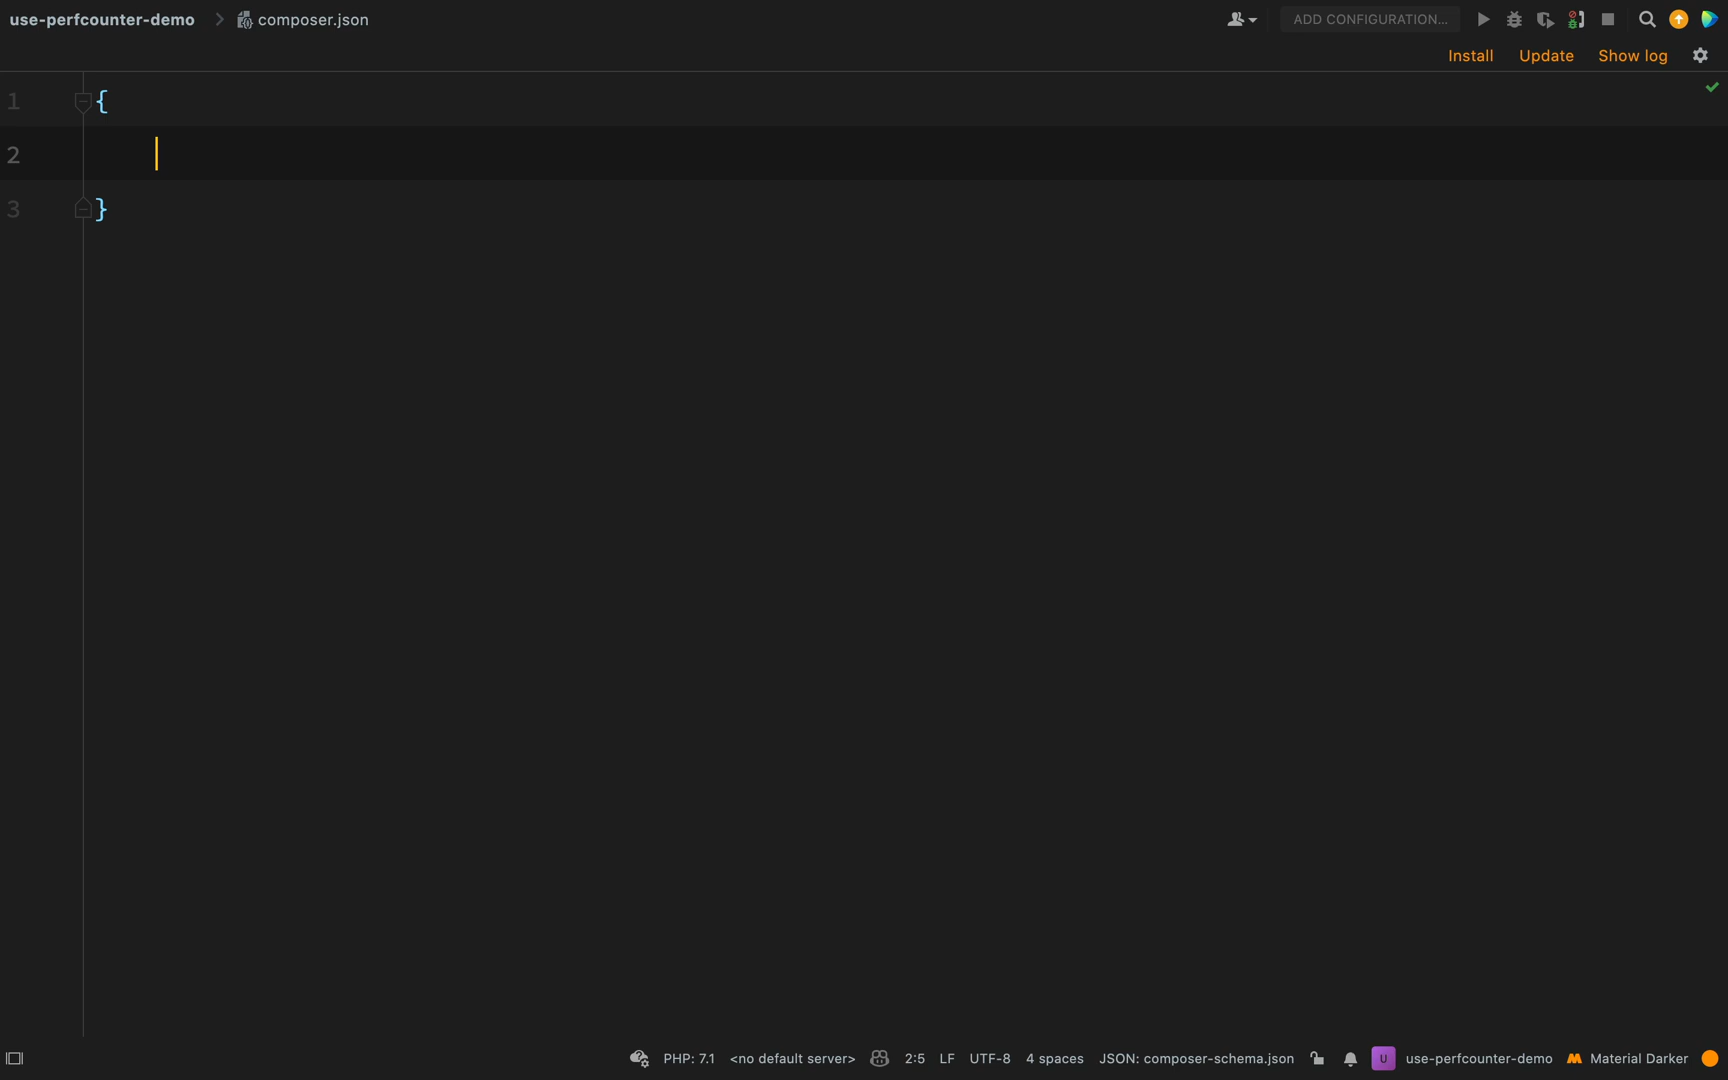 use-perfcounter-demo composer.json ADD CONFIGURATION...
Install Update Show log
1 {
2
3 }
PHP: 7.1 <no default server> 2:5 LF UTF-8 4 spaces JSON: composer-schema.json U use-perfcounter-demo Material Darker